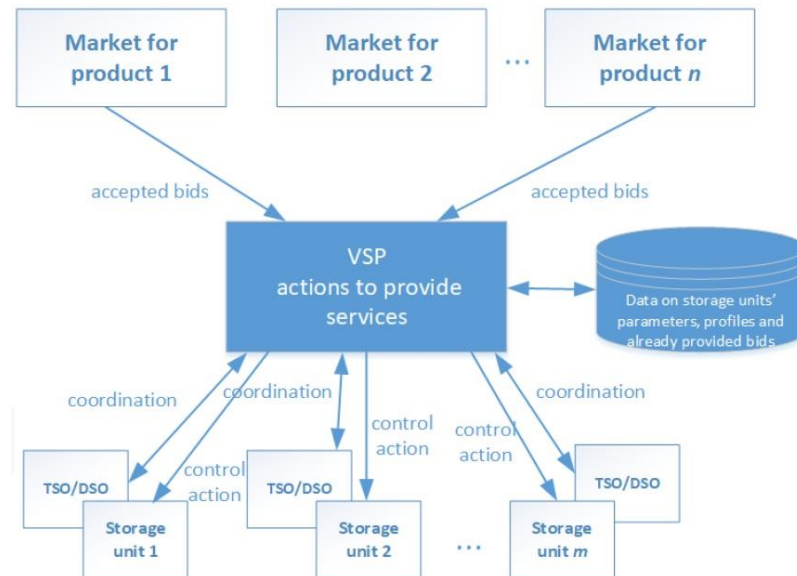 Market for
product 1
Market for
product 2
...
Market for
product n
accepted bids
accepted bids
VSP
actions to provide
services
Data on storage units'
parameters, profiles and
already provided bids
coordination
coordination
coordination
control
action
control
action
control
action
TSO/DSO
TSO/DSO
TSO/DSO
Storage
unit 1
Storage
unit 2
...
Storage
unit m